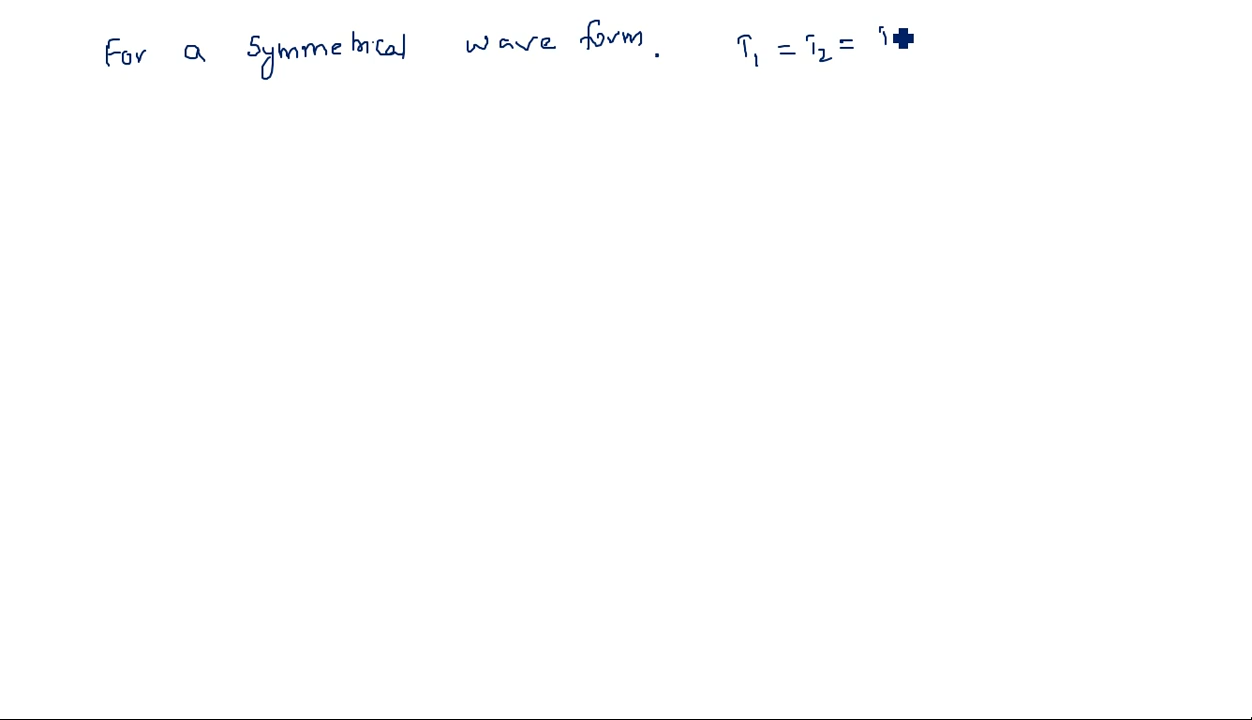 For a Symmetrical wave form. T₁ = T₂ =